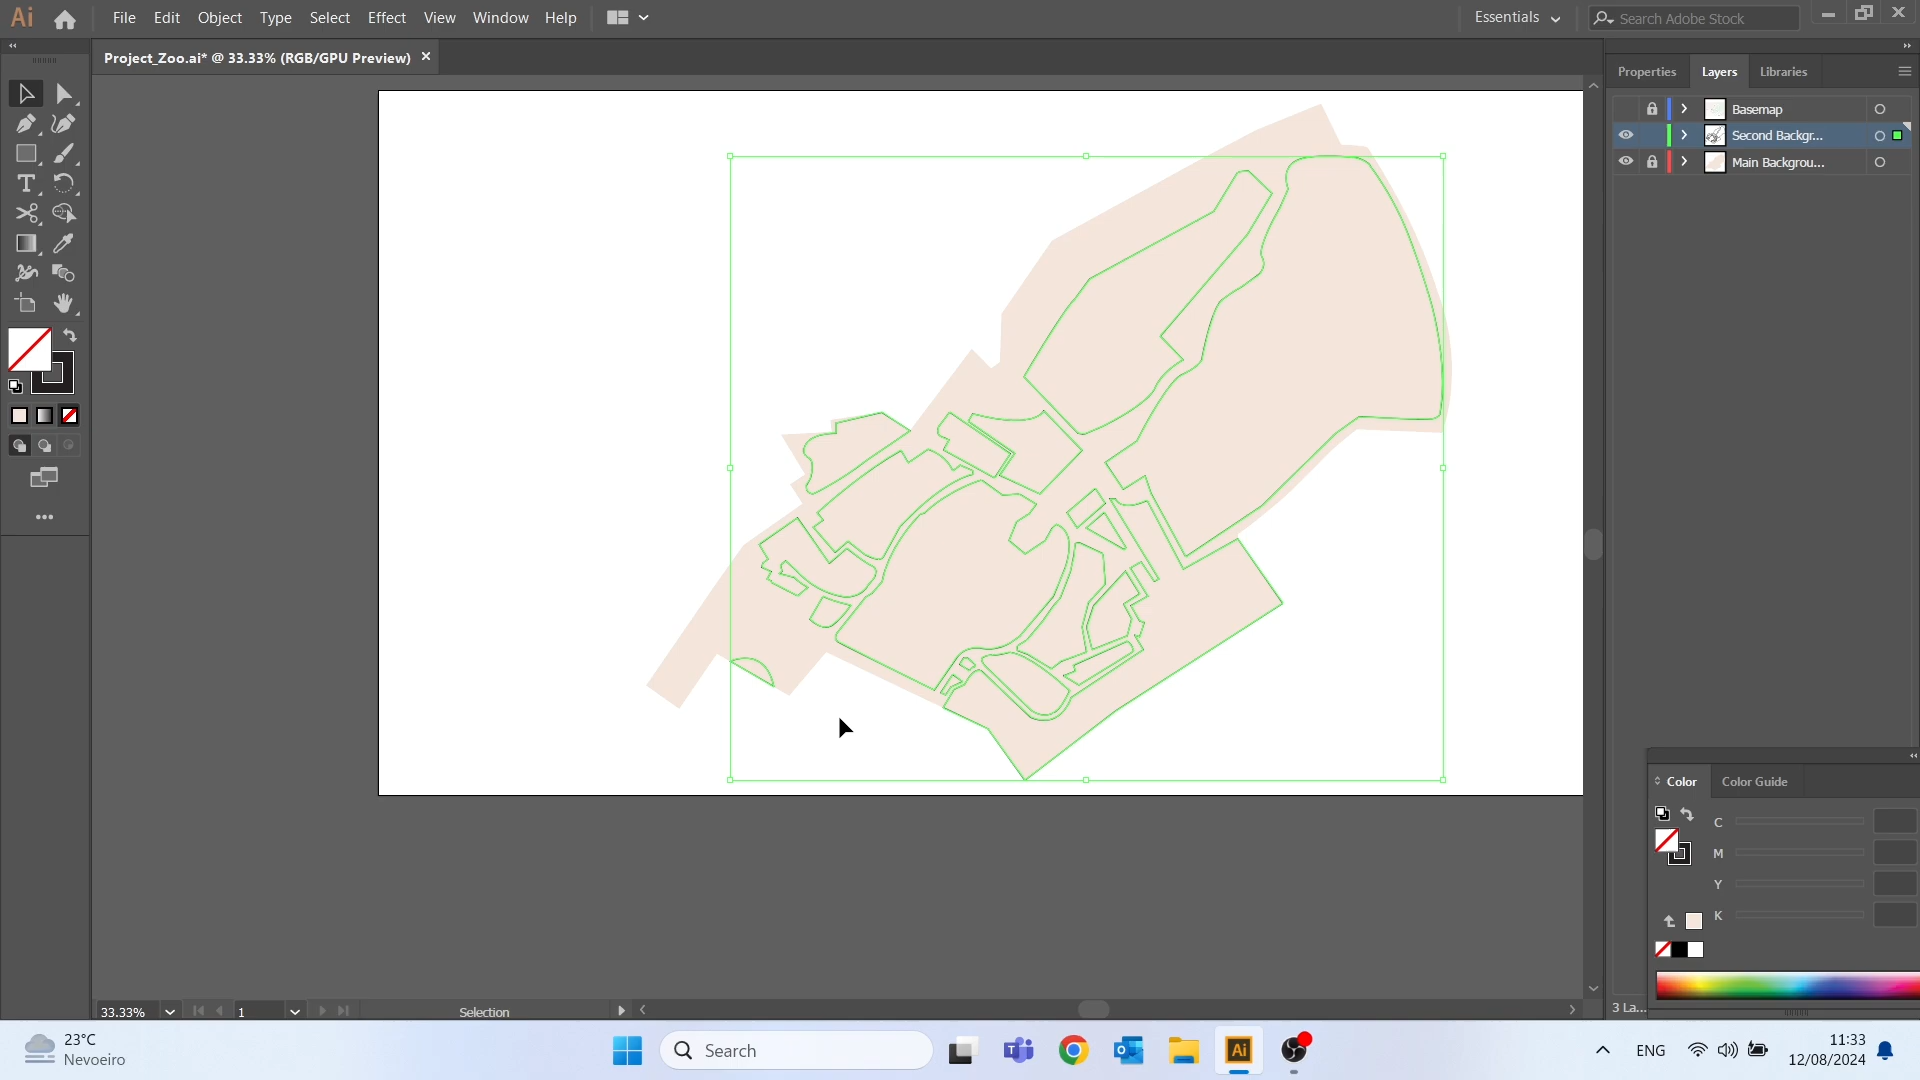 Ai File Edit Object Type Select Effect View Window Help Essentials Search Adobe Stock
Project_Zoo.ai* @ 33.33% (RGB/GPU Preview) ×
Properties Layers Libraries
Basemap
Second Backgr...
Main Backgrou...
Color Color Guide
C
M
Y
K
3 La...
33.33% 1 Selection
23°C
Nevoeiro
Search
Ai
ENG
11:33
12/08/2024